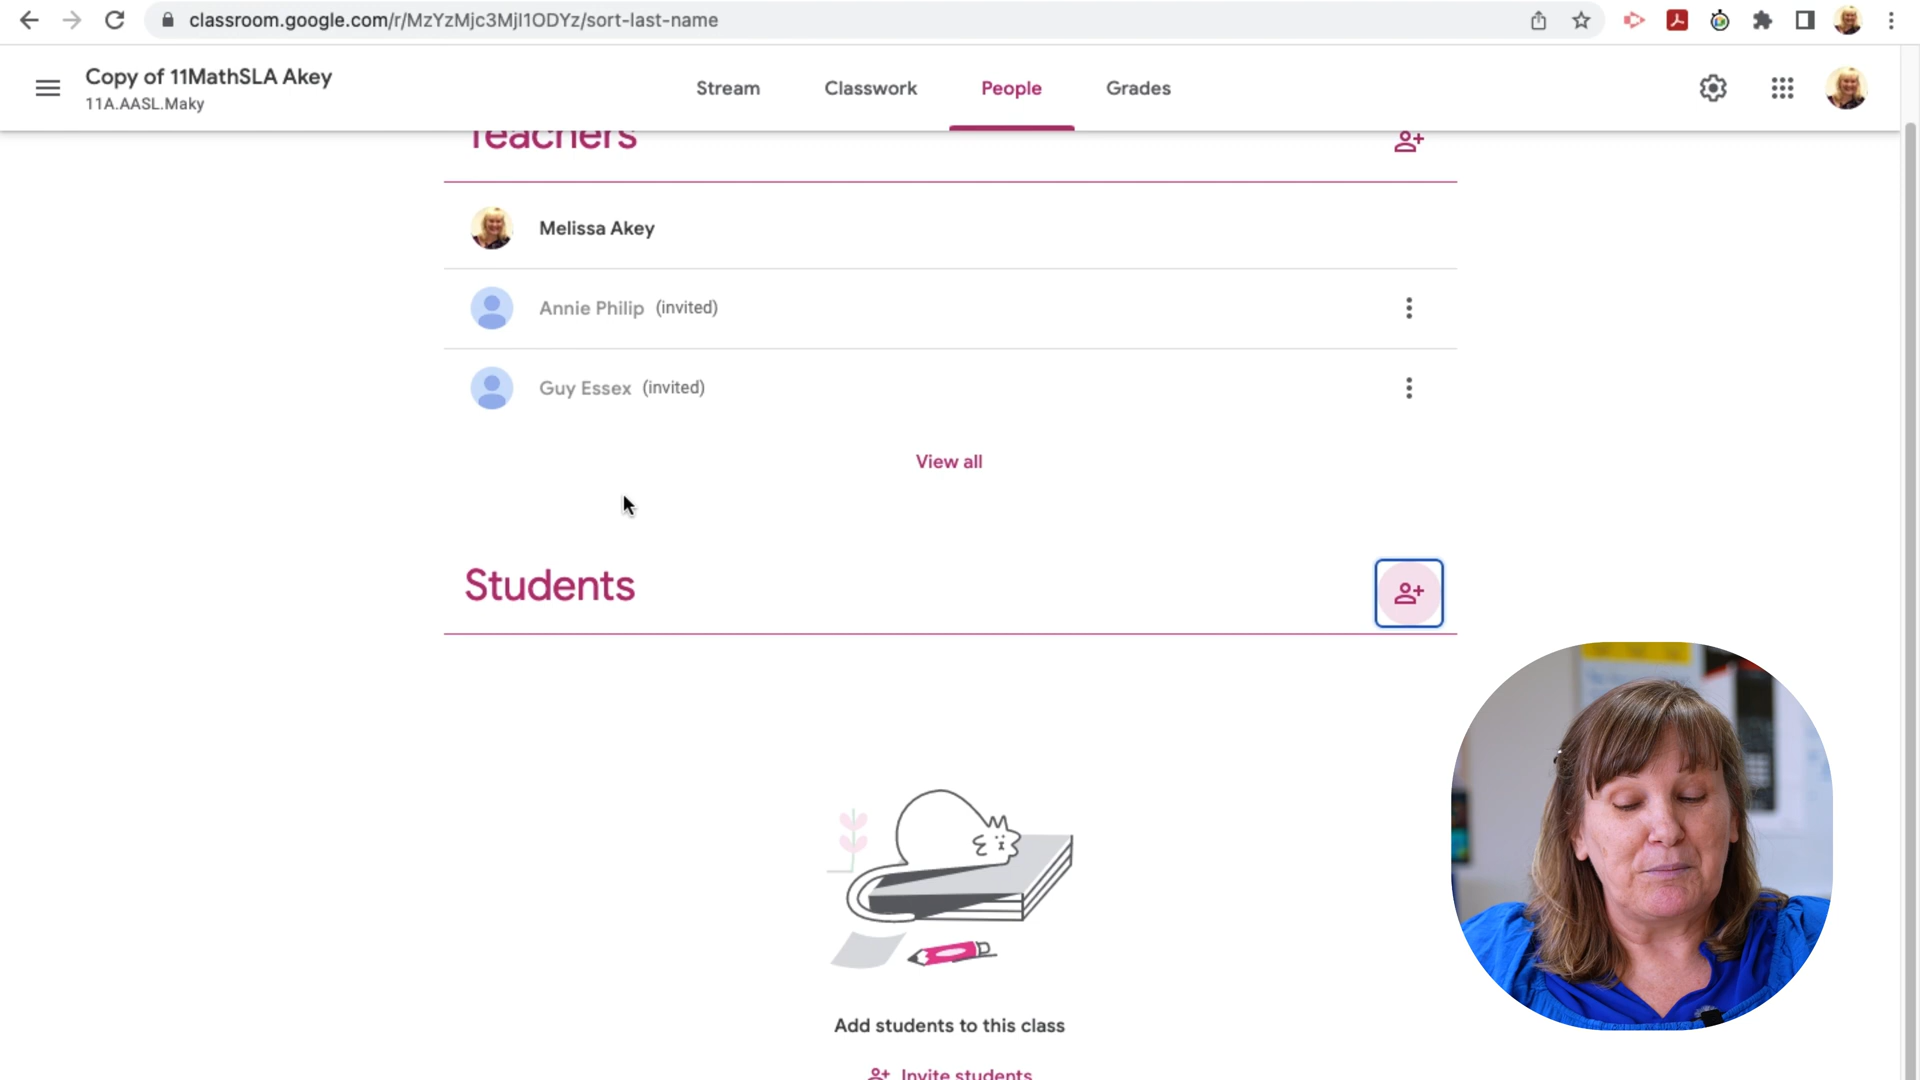 classroom.google.com/r/MzYzMjc3MjI1ODYz/sort-last-name
Copy of 11MathSLA Akey
11A.AASL.Maky
Stream
Classwork
People
Grades
Teachers
Melissa Akey
Annie Philip (invited)
Guy Essex (invited)
View all
Students
Add students to this class
Invite students